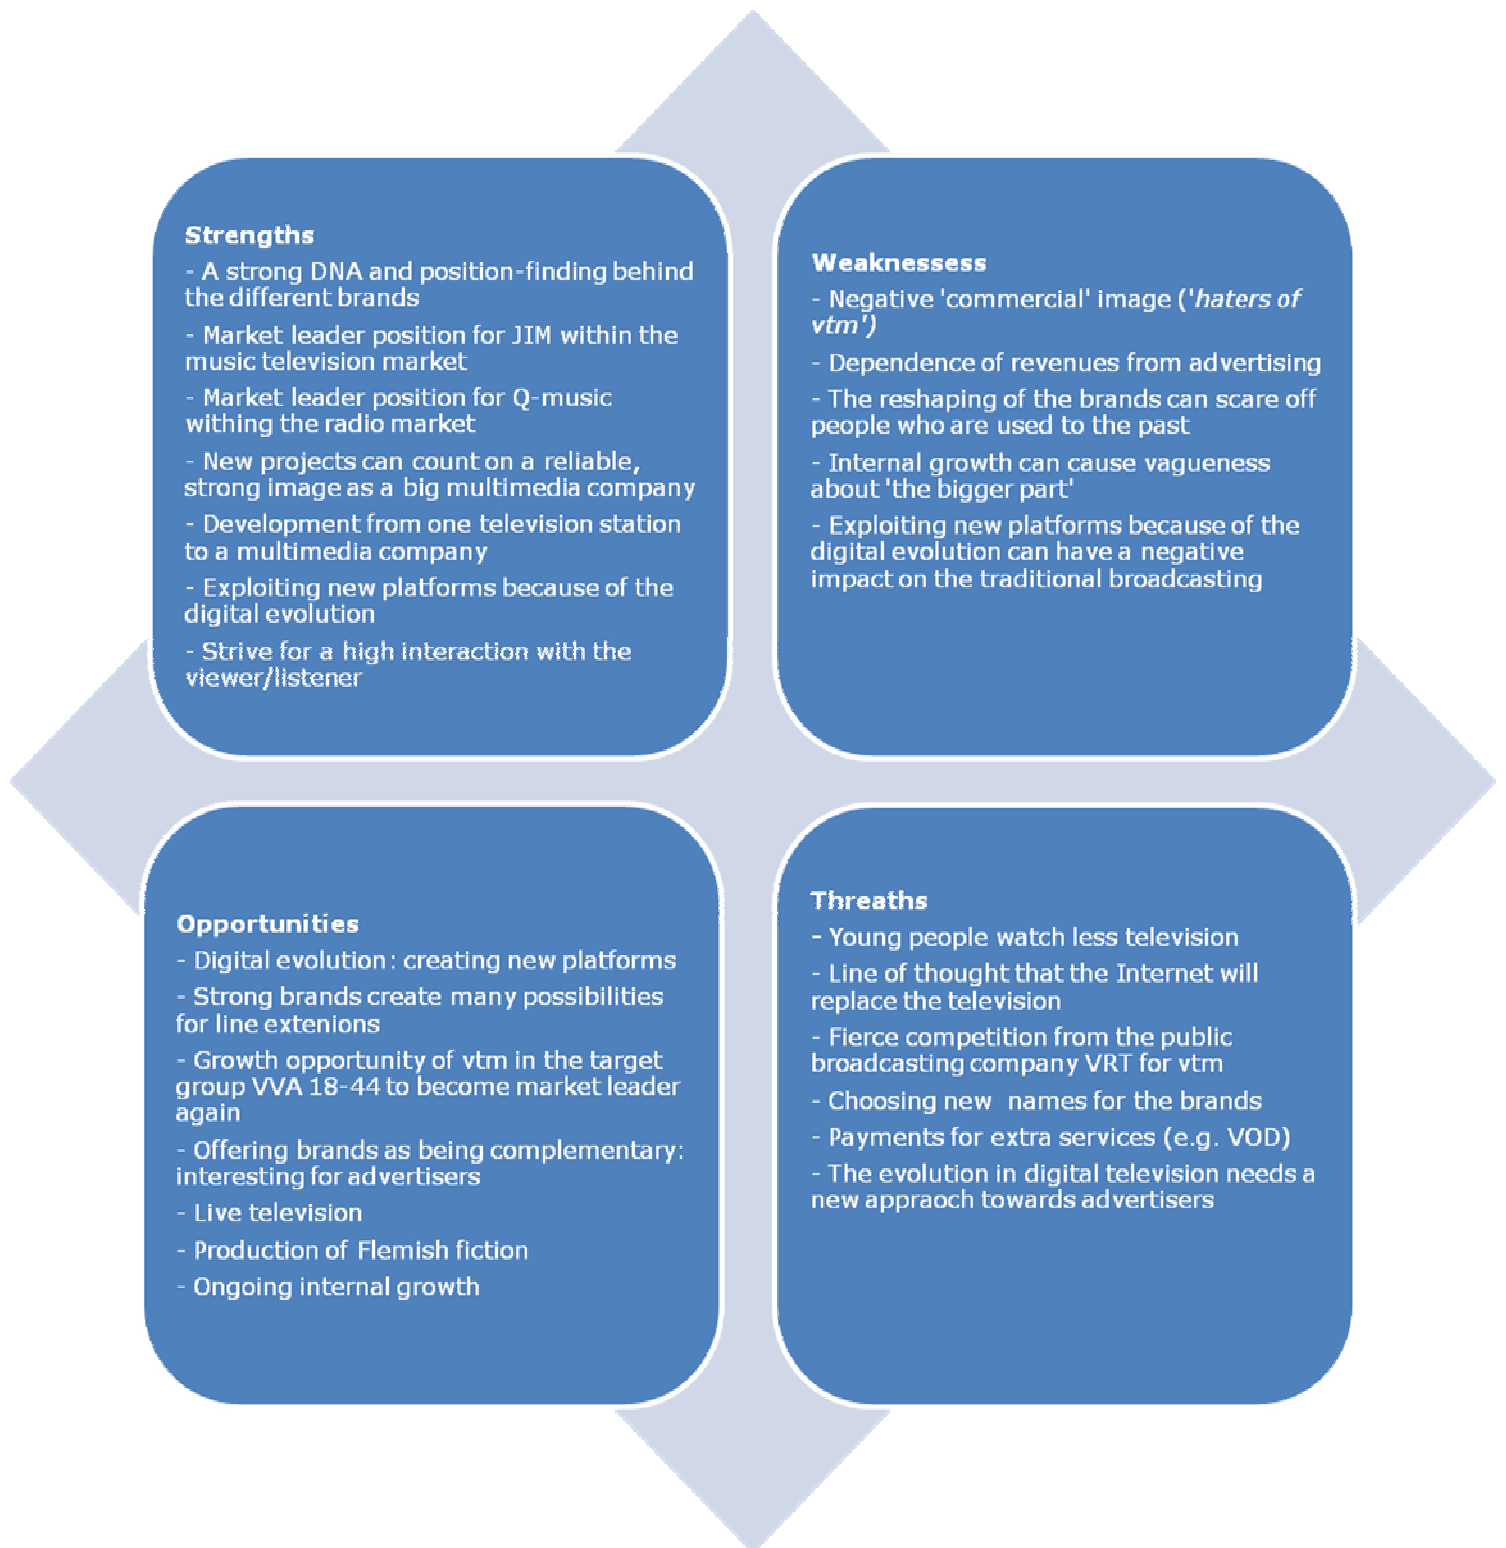 Strengths
- A strong DNA and position-finding behind
the different brands
- Market leader position for JIM within the
music television market
- Market leader position for Q-music
withing the radio market
- New projects can count on a reliable,
strong image as a big multimedia company
- Development from one television station
to a multimedia company
- Exploiting new platforms because of the
digital evolution
- Strive for a high interaction with the
viewer/listener
Weaknessess
- Negative 'commercial' image ('haters of
vtm')
- Dependence of revenues from advertising
- The reshaping of the brands can scare off
people who are used to the past
- Internal growth can cause vagueness
about 'the bigger part'
- Exploiting new platforms because of the
digital evolution can have a negative
impact on the traditional broadcasting
Opportunities
- Digital evolution: creating new platforms
- Strong brands create many possibilities
for line extenions
- Growth opportunity of vtm in the target
group VVA 18-44 to become market leader
again
- Offering brands as being complementary:
interesting for advertisers
- Live television
- Production of Flemish fiction
- Ongoing internal growth
Threaths
- Young people watch less television
- Line of thought that the Internet will
replace the television
- Fierce competition from the public
broadcasting company VRT for vtm
- Choosing new  names for the brands
- Payments for extra services (e.g. VOD)
- The evolution in digital television needs a
new appraoch towards advertisers